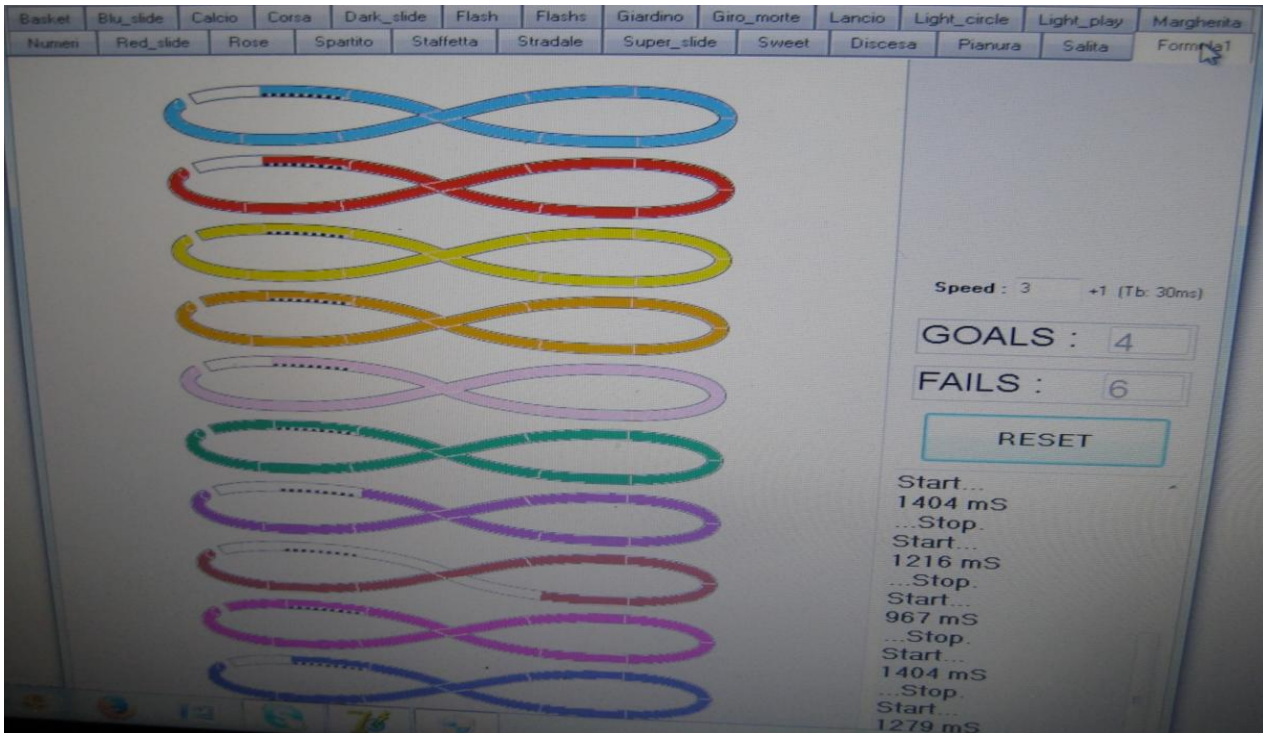 Basket Blu_slide Calcio Corsa Dark_slide Flash Flashs Giardino Giro_morte Lancio Light_circle Light_play Margherita
Numeri Red_slide Rose Spartito Staffetta Stradale Super_slide Sweet Discesa Pianura Salita Formula1
Speed : 3 +1 (Tb: 30ms)
GOALS : 4
FAILS : 6
RESET
Start...
1404 mS
...Stop.
Start...
1216 mS
...Stop.
Start...
967 mS
...Stop.
Start...
1404 mS
...Stop.
Start...
1279 mS